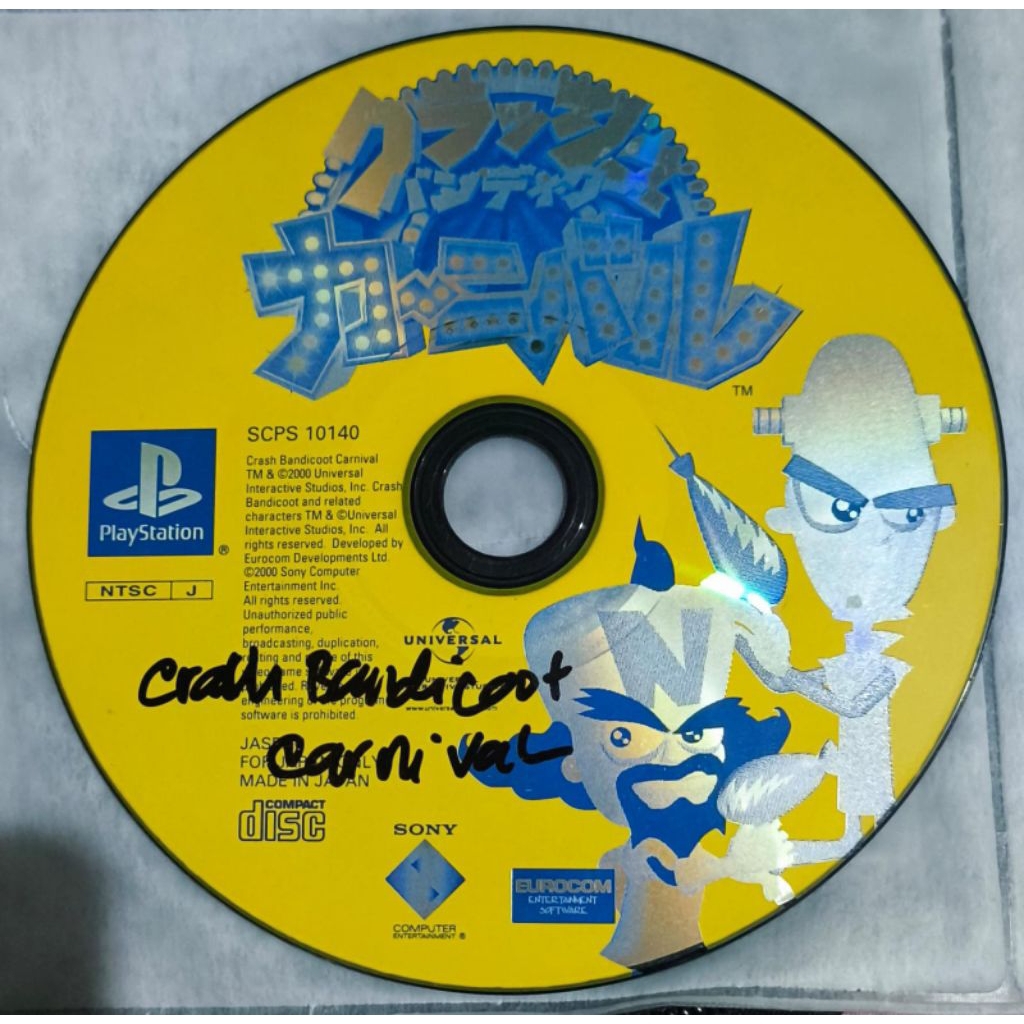 クラッシュ
バンディクー
カーニバル
TM
SCPS 10140
Crash Bandicoot Carnival
TM & ©2000 Universal
Interactive Studios, Inc. Crash
Bandicoot and related
characters TM & ©Universal
Interactive Studios, Inc. All
rights reserved. Developed by
Eurocom Developments Ltd.
©2000 Sony Computer
Entertainment Inc.
All rights reserved.
Unauthorized public
performance,
broadcasting, duplication,
and of this
software is prohibited.
PlayStation®
NTSC J
UNIVERSAL
Crash Bandicoot
Carnival
MADE IN JAPAN
COMPACT
disc
SONY
COMPUTER
ENTERTAINMENT®
EUROCOM
ENTERTAINMENT
SOFTWARE
N